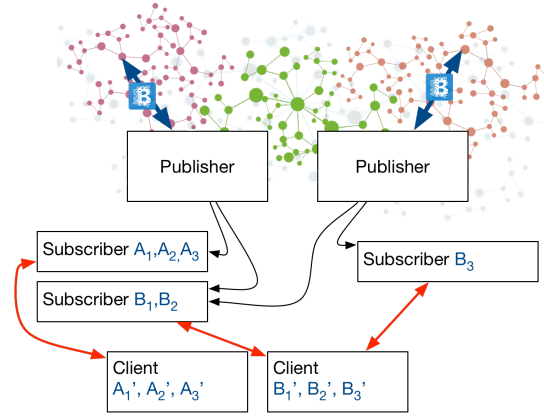 B B
Publisher Publisher
Subscriber A₁,A₂,A₃
Subscriber B₃
Subscriber B₁,B₂
Client
A₁’, A₂’, A₃’
Client
B₁’, B₂’, B₃’